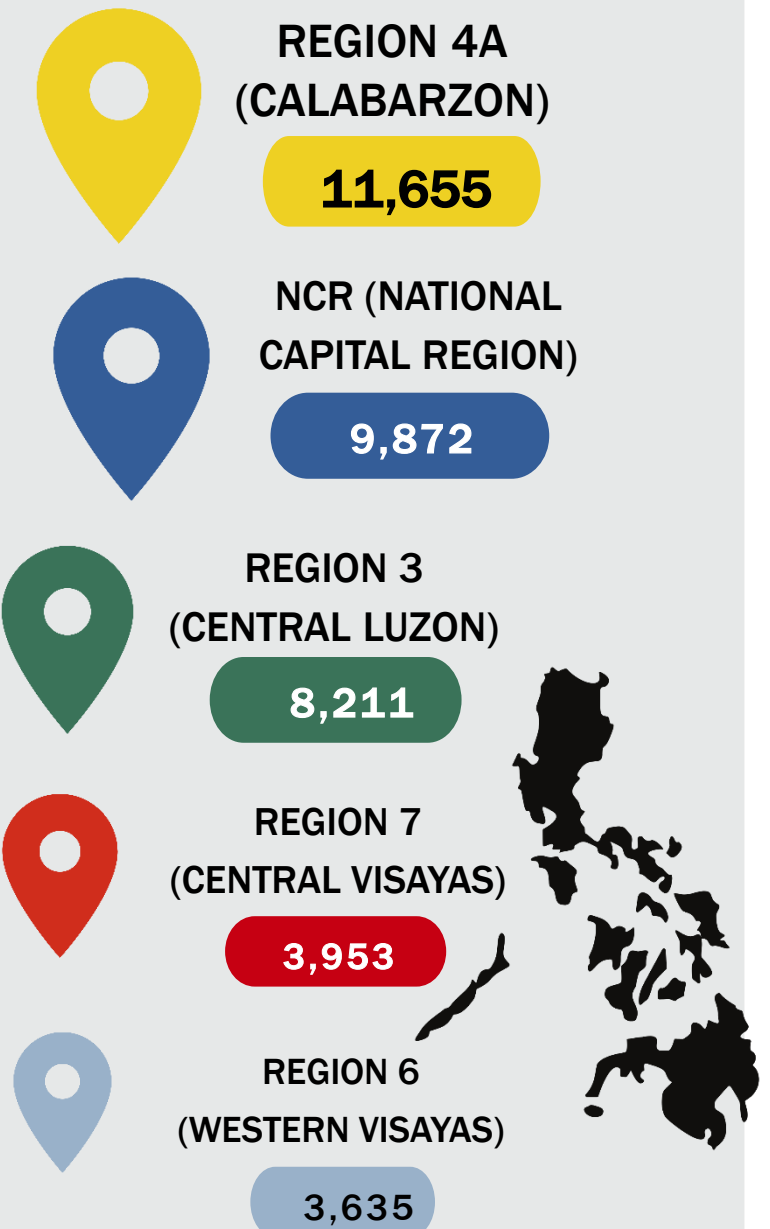 REGION 4A
(CALABARZON)
11,655
NCR (NATIONAL
CAPITAL REGION)
9,872
REGION 3
(CENTRAL LUZON)
8,211
REGION 7
(CENTRAL VISAYAS)
3,953
REGION 6
(WESTERN VISAYAS)
3,635